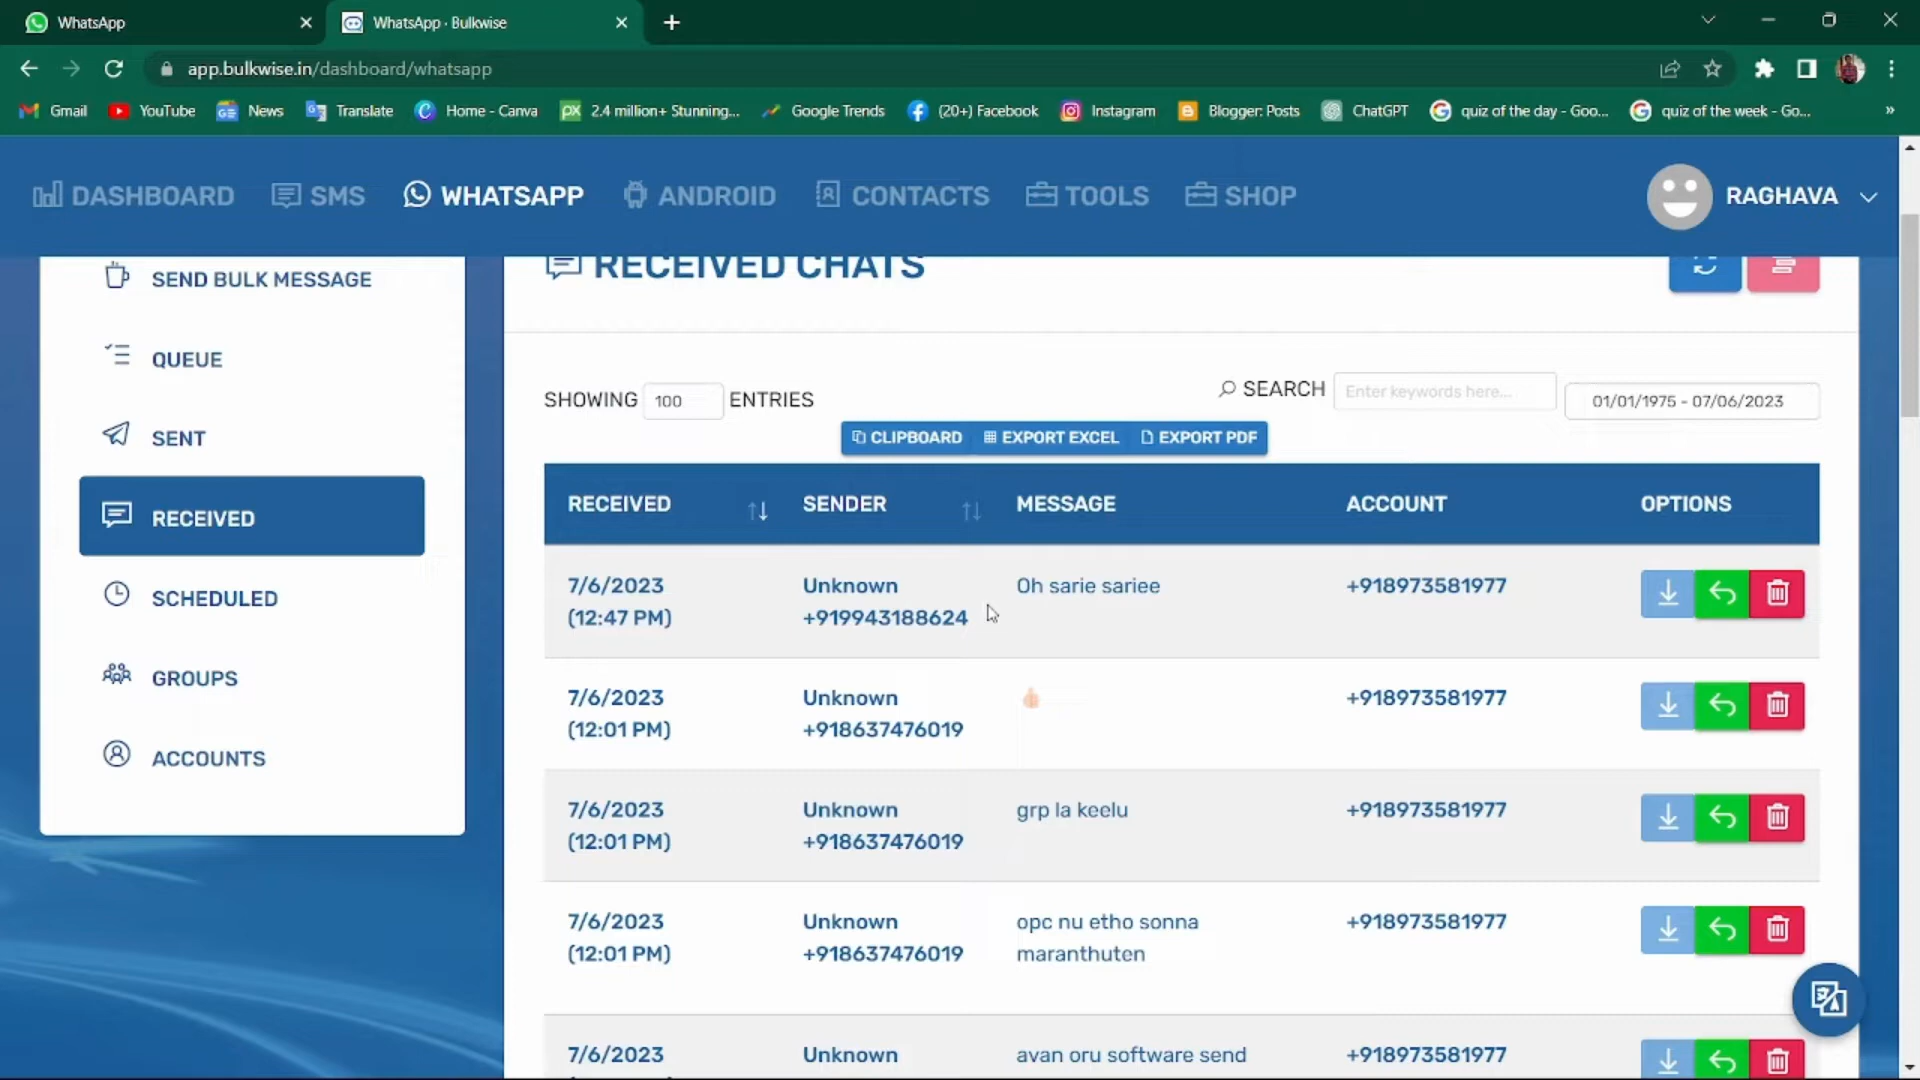 WhatsApp
WhatsApp · Bulkwise
app.bulkwise.in/dashboard/whatsapp
Gmail
YouTube
News
Translate
Home - Canva
2.4 million+ Stunning...
Google Trends
(20+) Facebook
Instagram
Blogger: Posts
ChatGPT
quiz of the day - Goo...
quiz of the week - Go...
»
DASHBOARD
SMS
WHATSAPP
ANDROID
CONTACTS
TOOLS
SHOP
RAGHAVA
SEND BULK MESSAGE
QUEUE
SENT
RECEIVED
SCHEDULED
GROUPS
ACCOUNTS
RECEIVED CHATS
SHOWING 100 ENTRIES
SEARCH Enter keywords here...
01/01/1975 - 07/06/2023
CLIPBOARD EXPORT EXCEL EXPORT PDF
RECEIVED SENDER MESSAGE ACCOUNT OPTIONS
7/6/2023 Unknown Oh sarie sariee +918973581977
(12:47 PM) +919943188624
7/6/2023 Unknown 👍 +918973581977
(12:01 PM) +918637476019
7/6/2023 Unknown grp la keelu +918973581977
(12:01 PM) +918637476019
7/6/2023 Unknown opc nu etho sonna +918973581977
(12:01 PM) +918637476019 maranthuten
7/6/2023 Unknown avan oru software send +918973581977